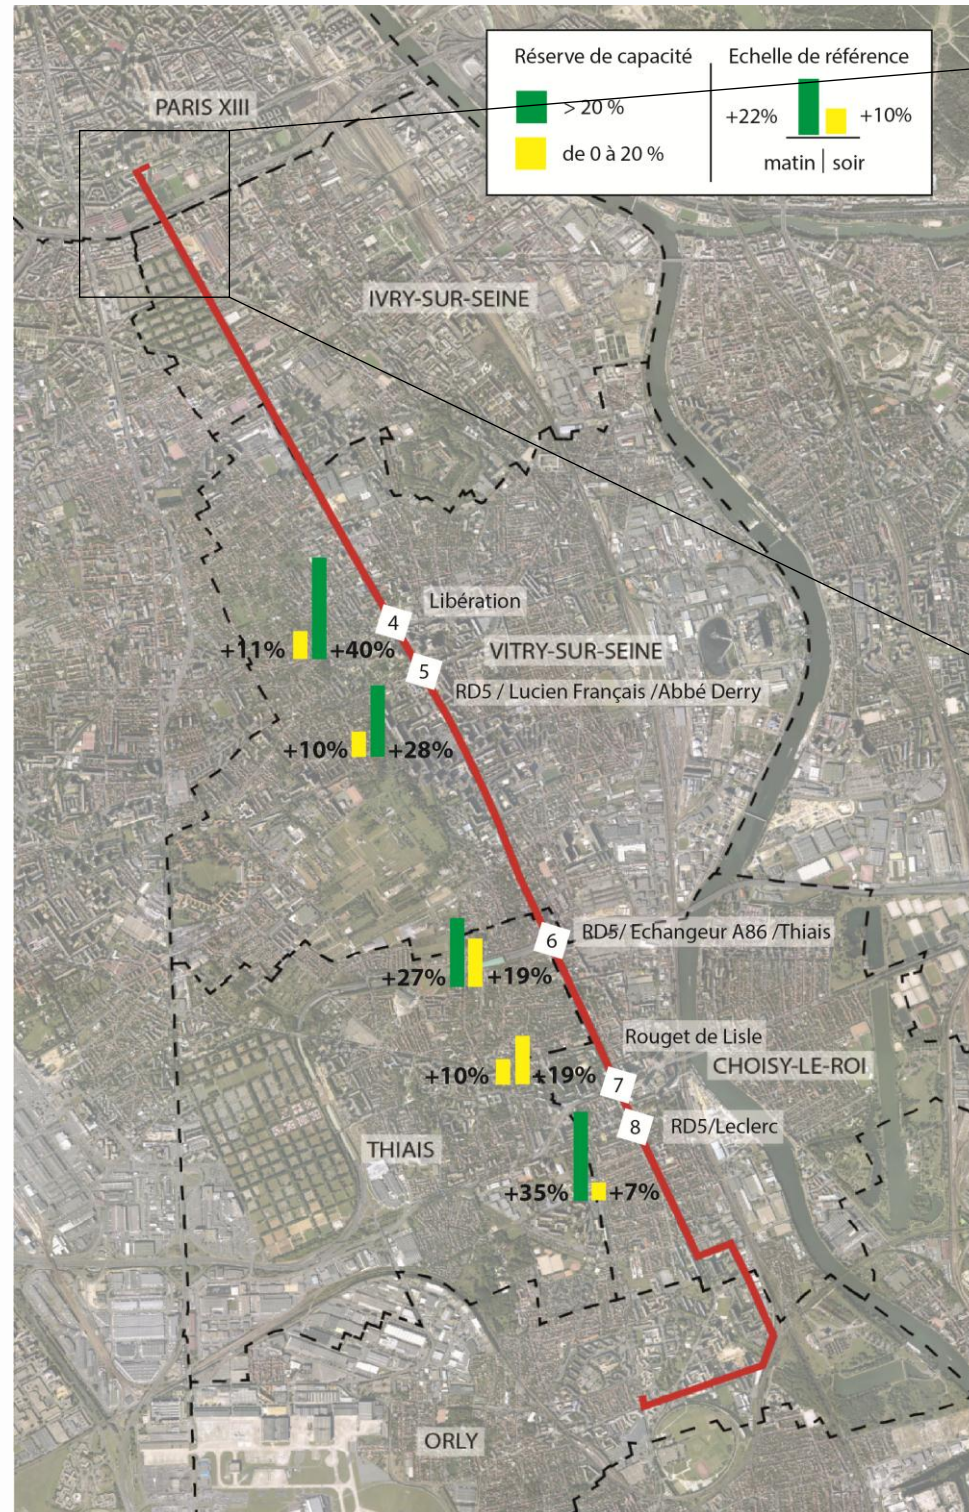 Réserve de capacité
> 20 %
de 0 à 20 %
Echelle de référence
+22% +10%
matin | soir
PARIS XIII
IVRY-SUR-SEINE
4 Libération
+11% +40%
VITRY-SUR-SEINE
5 RD5 / Lucien Français /Abbé Derry
+10% +28%
6 RD5/ Echangeur A86 /Thiais
+27% +19%
Rouget de Lisle
7
+10% +19%
CHOISY-LE-ROI
8 RD5/Leclerc
THIAIS
+35% +7%
ORLY